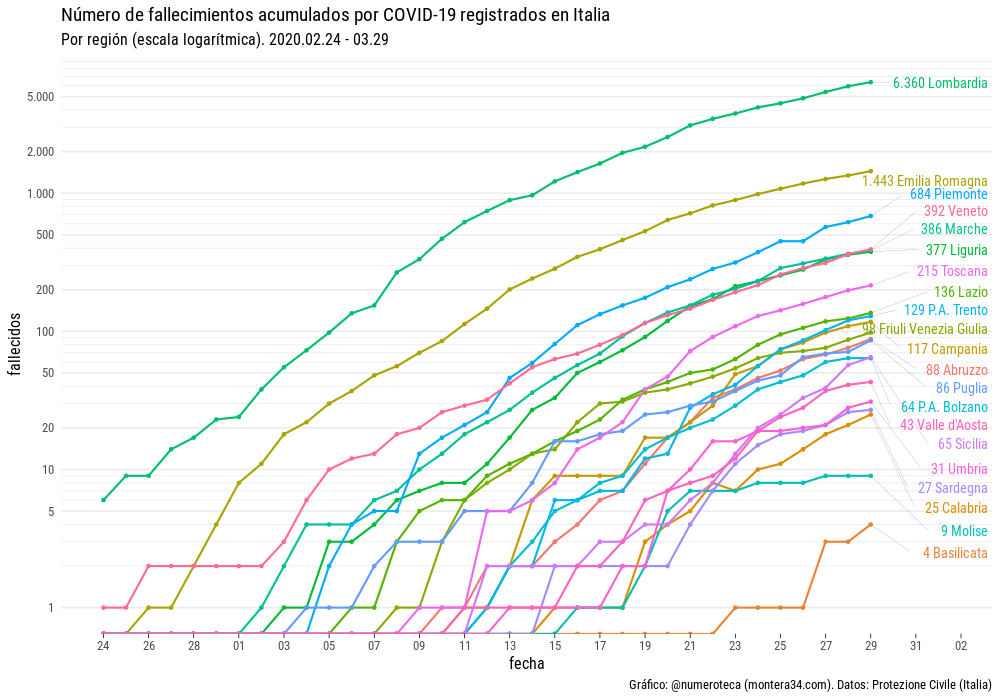 Número de fallecimientos acumulados por COVID-19 registrados en Italia
Por región (escala logarítmica). 2020.02.24 - 03.29
fallecidos
5.000
2.000
1.000
500
200
100
50
20
10
5
1
6.360 Lombardia
1.443 Emilia Romagna
684 Piemonte
392 Veneto
386 Marche
377 Liguria
215 Toscana
136 Lazio
129 P.A. Trento
98 Friuli Venezia Giulia
117 Campania
88 Abruzzo
86 Puglia
64 P.A. Bolzano
43 Valle d'Aosta
65 Sicilia
31 Umbria
27 Sardegna
25 Calabria
9 Molise
4 Basilicata
24 26 28 01 03 05 07 09 11 13 15 17 19 21 23 25 27 29 31 02
fecha
Gráfico: @numeroteca (montera34.com). Datos: Protezione Civile (Italia)